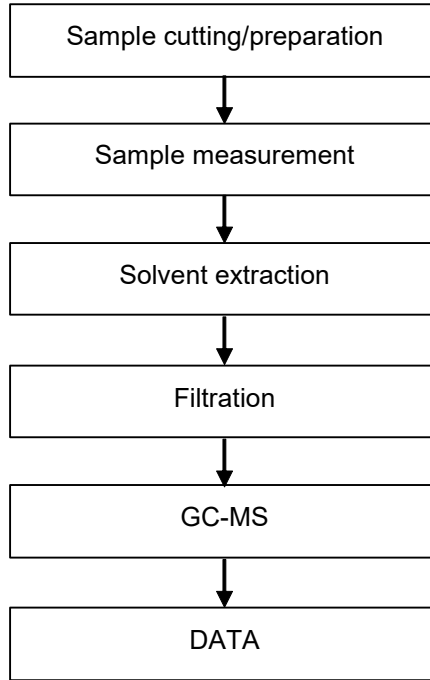 Sample cutting/preparation
Sample measurement
Solvent extraction
Filtration
GC-MS
DATA